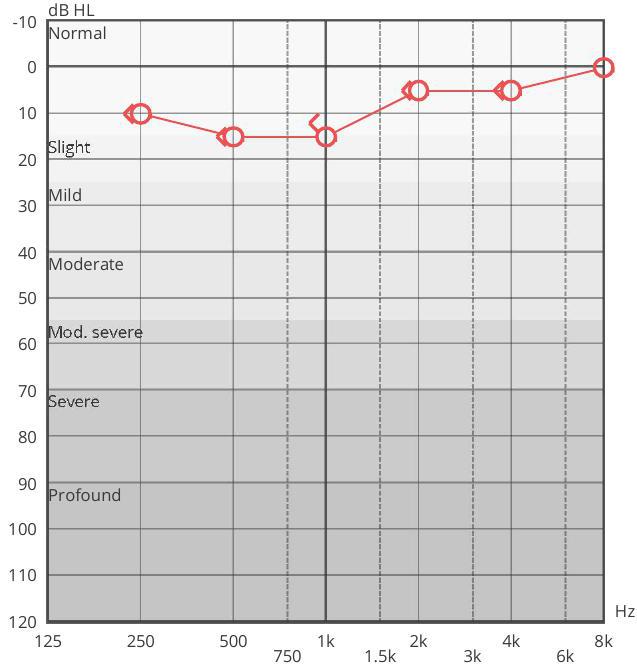 dB HL
-10
Normal
0
10
Slight
20
Mild
30
40
Moderate
50
Mod. severe
60
70
Severe
80
90
Profound
100
110
120
Hz
125 250 500 1k 2k 4k 8k
750 1.5k 3k 6k